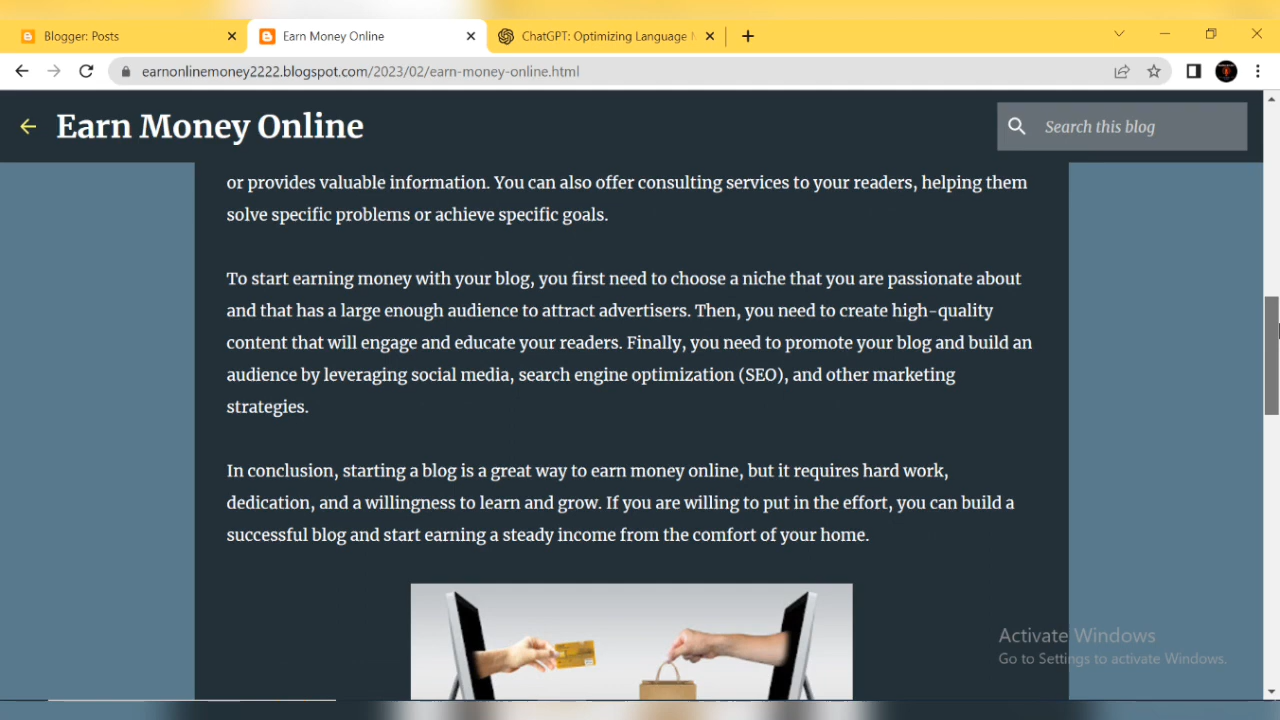 Blogger: Posts
Earn Money Online
ChatGPT: Optimizing Language
earnonlinemoney2222.blogspot.com/2023/02/earn-money-online.html
Earn Money Online
Search this blog
or provides valuable information. You can also offer consulting services to your readers, helping them
solve specific problems or achieve specific goals.
To start earning money with your blog, you first need to choose a niche that you are passionate about
and that has a large enough audience to attract advertisers. Then, you need to create high-quality
content that will engage and educate your readers. Finally, you need to promote your blog and build an
audience by leveraging social media, search engine optimization (SEO), and other marketing
strategies.
In conclusion, starting a blog is a great way to earn money online, but it requires hard work,
dedication, and a willingness to learn and grow. If you are willing to put in the effort, you can build a
successful blog and start earning a steady income from the comfort of your home.
Activate Windows
Go to Settings to activate Windows.